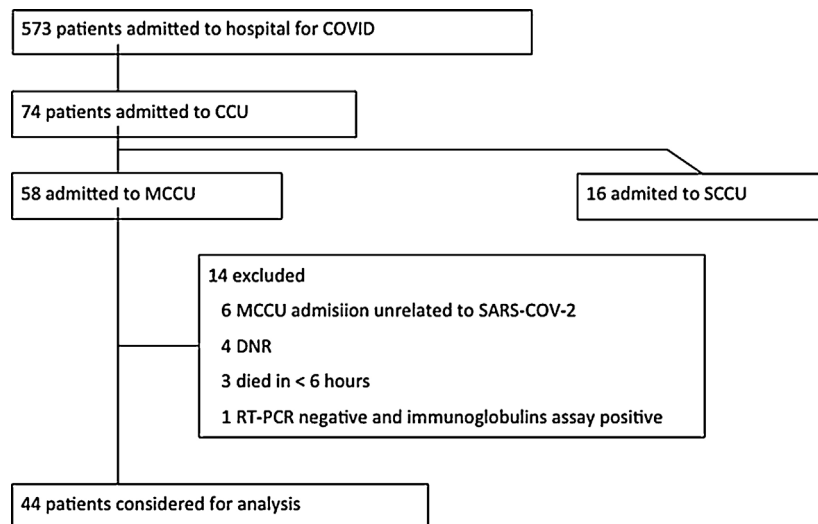 573 patients admitted to hospital for COVID
74 patients admitted to CCU
58 admitted to MCCU
16 admited to SCCU
14 excluded
6 MCCU admisiion unrelated to SARS-COV-2
4 DNR
3 died in < 6 hours
1 RT-PCR negative and immunoglobulins assay positive
44 patients considered for analysis